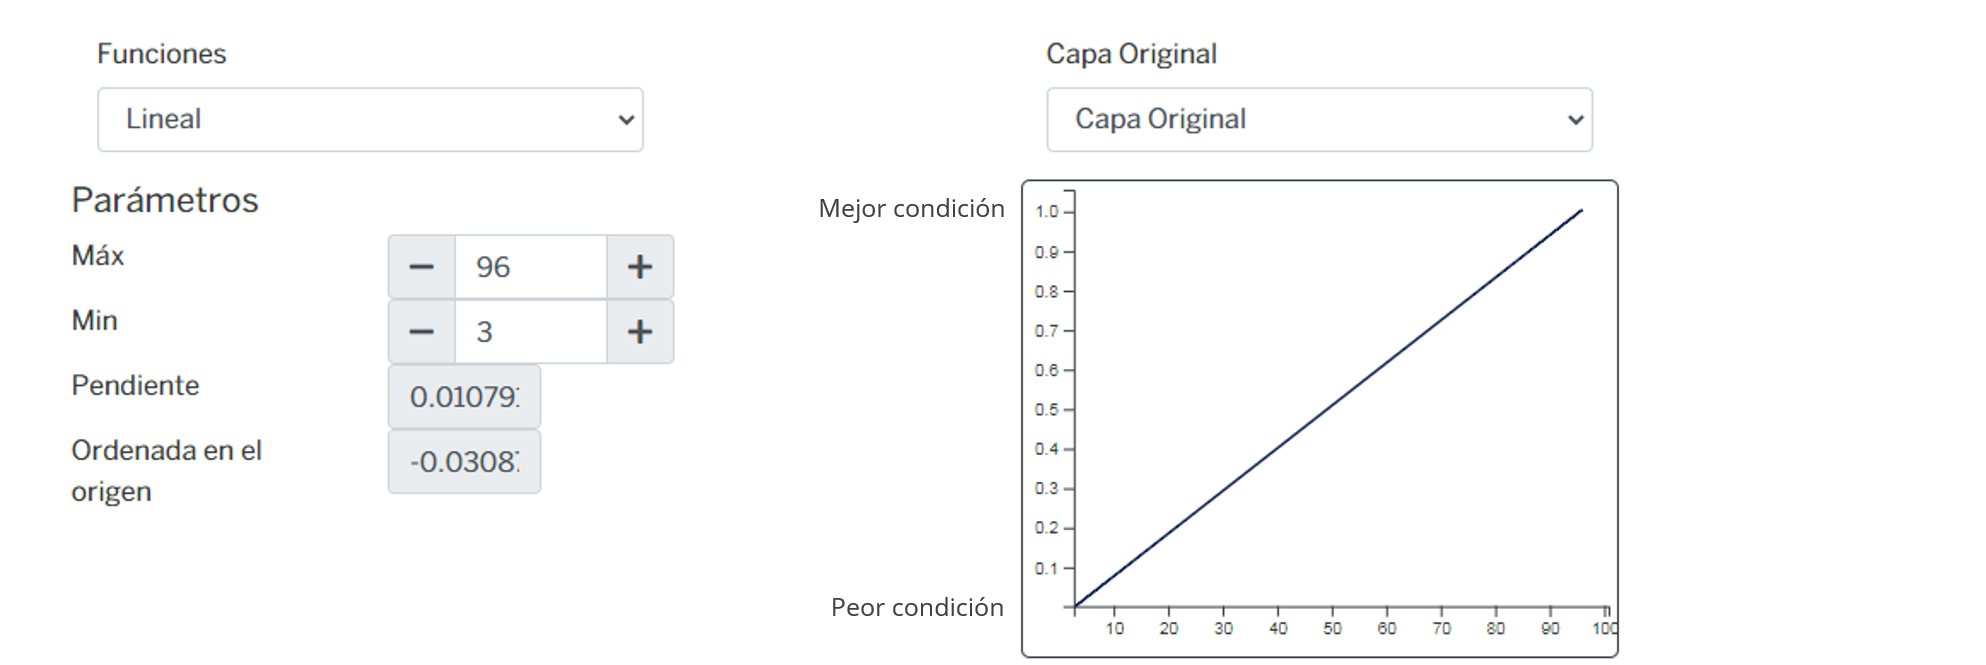 Funciones
Lineal
Parámetros
Máx
96
Min
3
Pendiente
0.01079
Ordenada en el
origen
-0.0308
Capa Original
Capa Original
Mejor condición
Peor condición
1.0
0.9
0.8
0.7
0.6
0.5
0.4
0.3
0.2
0.1
10 20 30 40 50 60 70 80 90 100